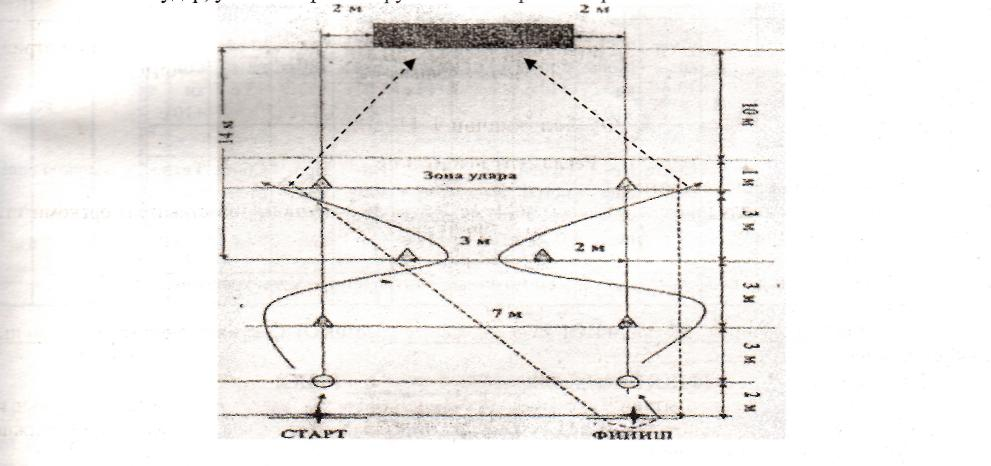 2 м 2 м
10 м
14 м
1 м
Зона удара
3 м
3 м 2 м
3 м
7 м
3 м
2 м
СТАРТ ФИНИШ